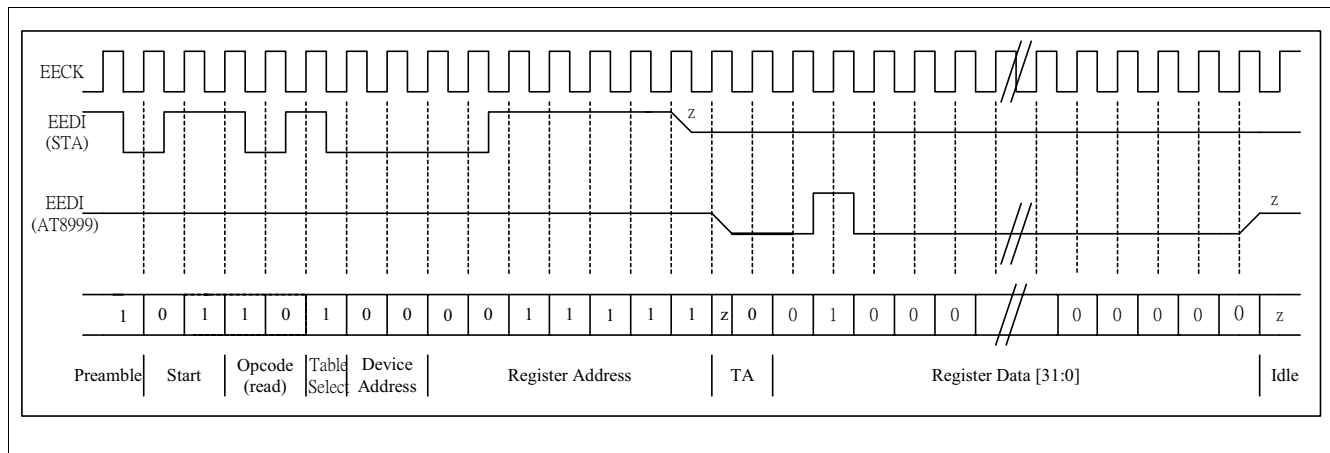 EECK
EEDI
(STA)
z
EEDI
(AT8999)
z
1 0 1 1 0 1 0 0 0 0 1 1 1 1 1 z 0 0 1 0 0 0 0 0 0 0 0 z
Preamble Start Opcode (read) Table Select Device Address Register Address TA Register Data [31:0] Idle